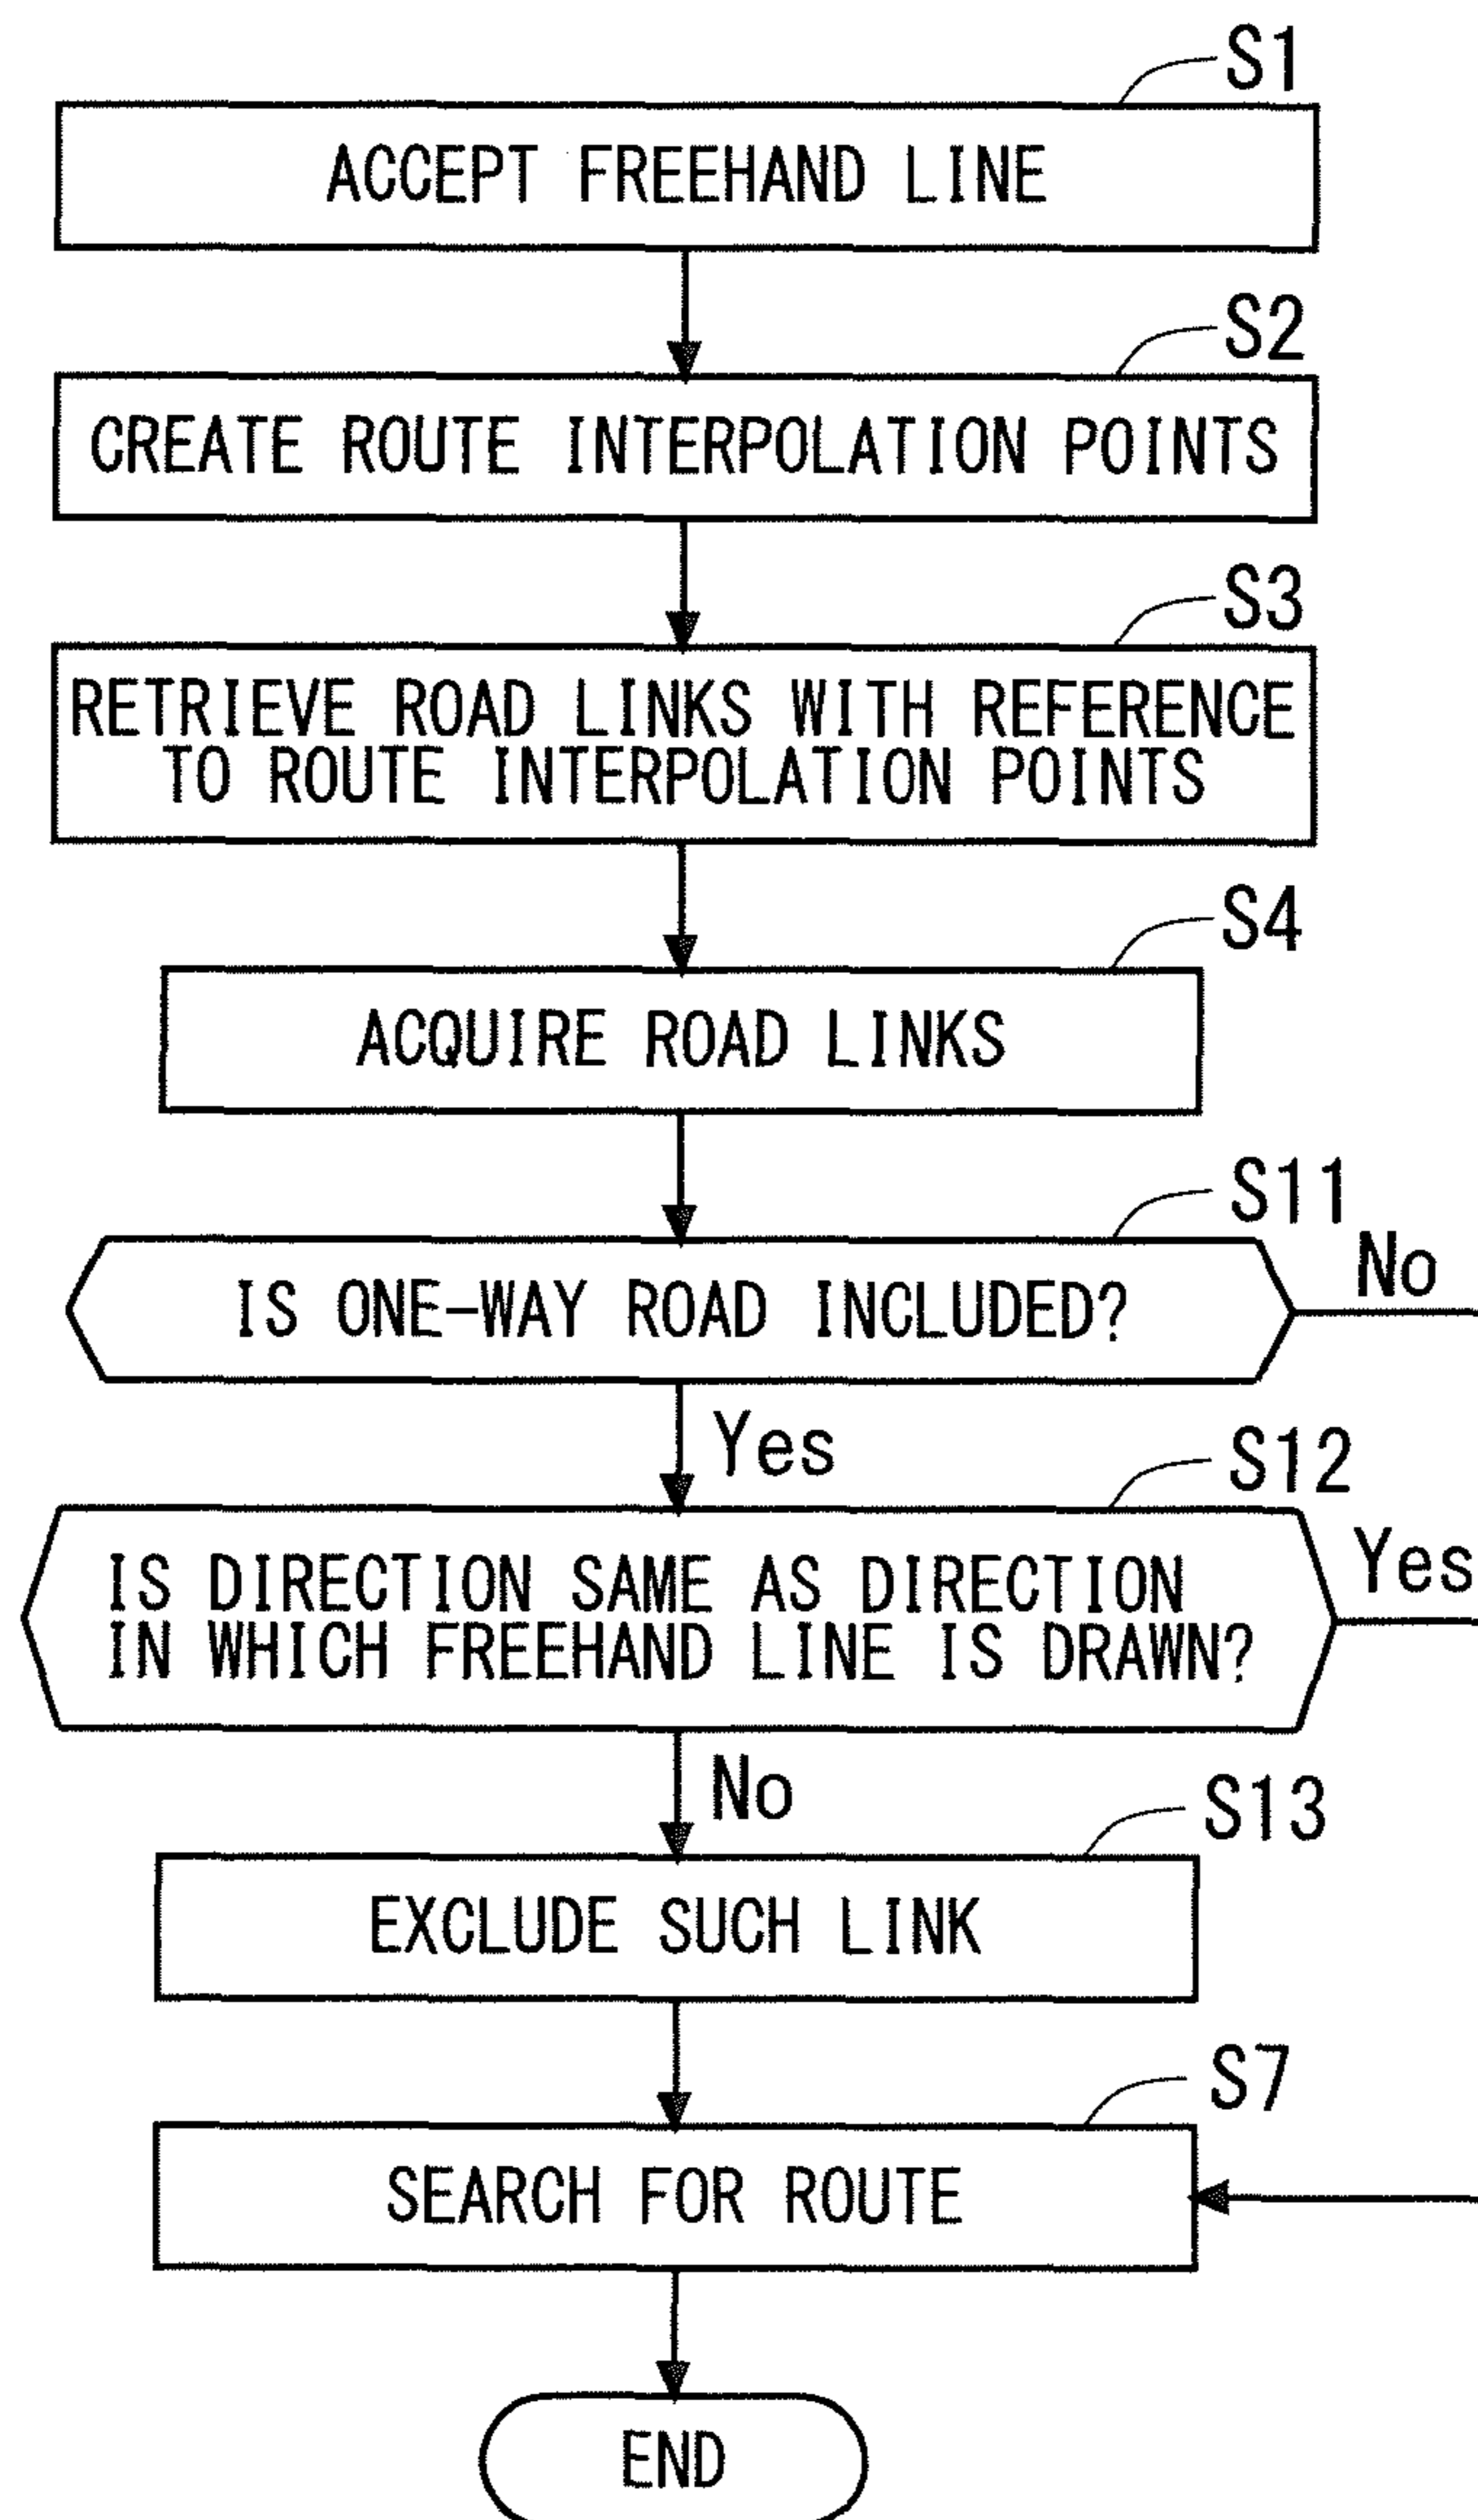 S1
ACCEPT FREEHAND LINE
S2
CREATE ROUTE INTERPOLATION POINTS
S3
RETRIEVE ROAD LINKS WITH REFERENCE
TO ROUTE INTERPOLATION POINTS
S4
ACQUIRE ROAD LINKS
S11
No
IS ONE-WAY ROAD INCLUDED?
Yes
S12
Yes
IS DIRECTION SAME AS DIRECTION
IN WHICH FREEHAND LINE IS DRAWN?
No
S13
EXCLUDE SUCH LINK
S7
SEARCH FOR ROUTE
END